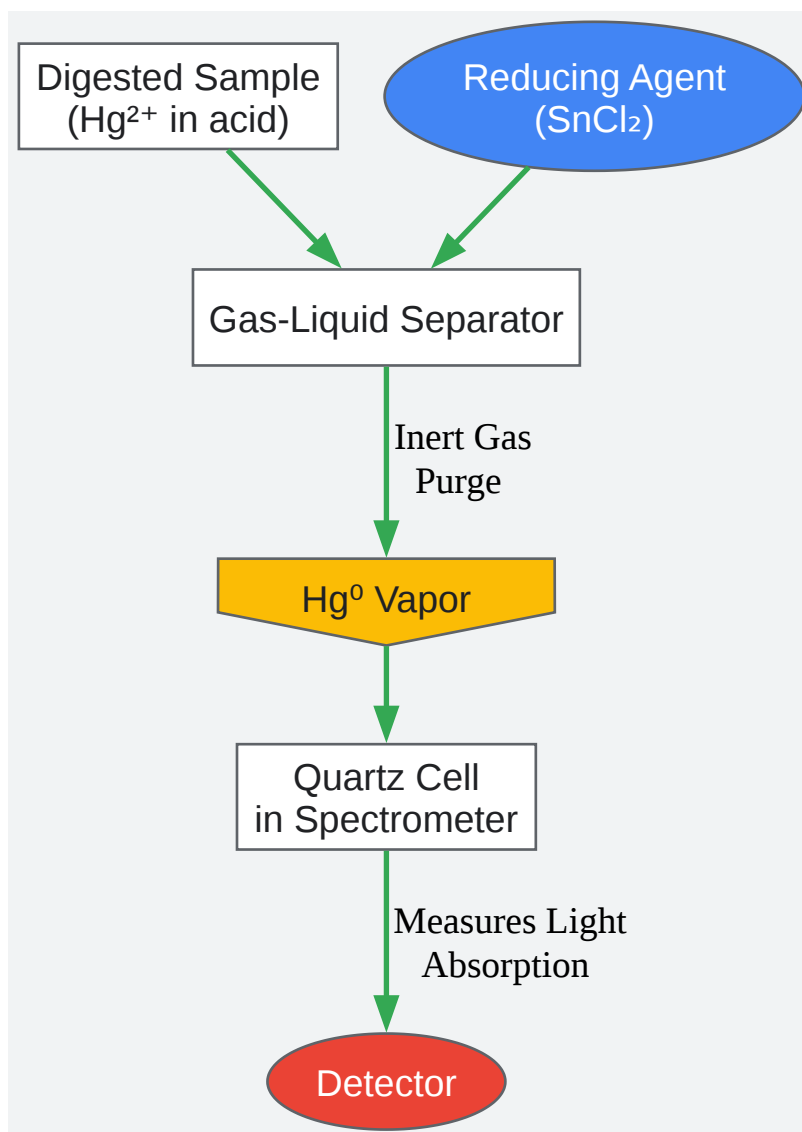 Digested Sample
(Hg²⁺ in acid)
Reducing Agent
(SnCl₂)
Gas-Liquid Separator
Inert Gas
Purge
Hg⁰ Vapor
Quartz Cell
in Spectrometer
Measures Light
Absorption
Detector